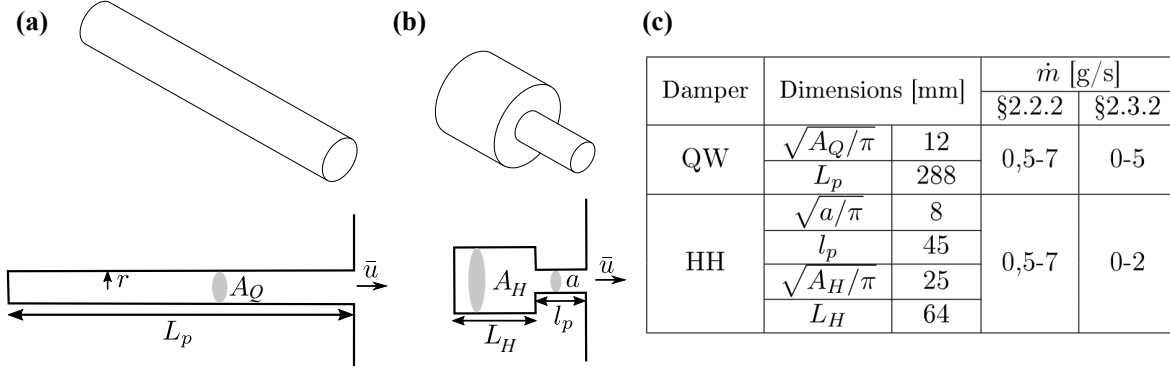 (a)
(b)
(c)
r
A_Q
ū
L_p
A_H
a
ū
l_p
L_H
Damper Dimensions [mm] ṁ [g/s]
§2.2.2 §2.3.2
QW √(A_Q/π) 12 0,5-7 0-5
L_p 288
HH √(a/π) 8 0,5-7 0-2
l_p 45
√(A_H/π) 25
L_H 64